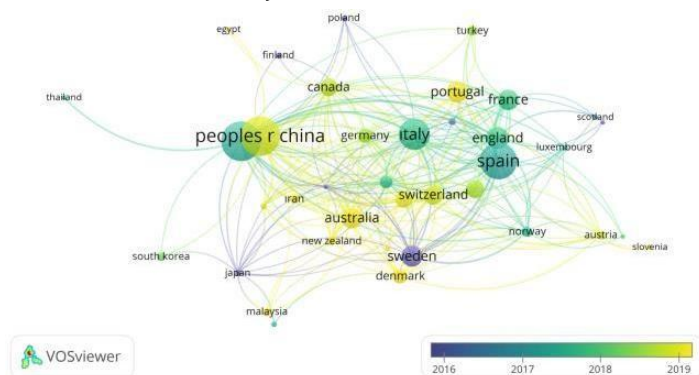 poland
egypt
turkey
finland
canada
portugal
france
thailand
scotland
peoples r china
germany
italy
england
luxembourg
spain
iran
switzerland
australia
norway
austria
new zealand
slovenia
south korea
sweden
japan
denmark
malaysia
VOSviewer
2016
2017
2018
2019